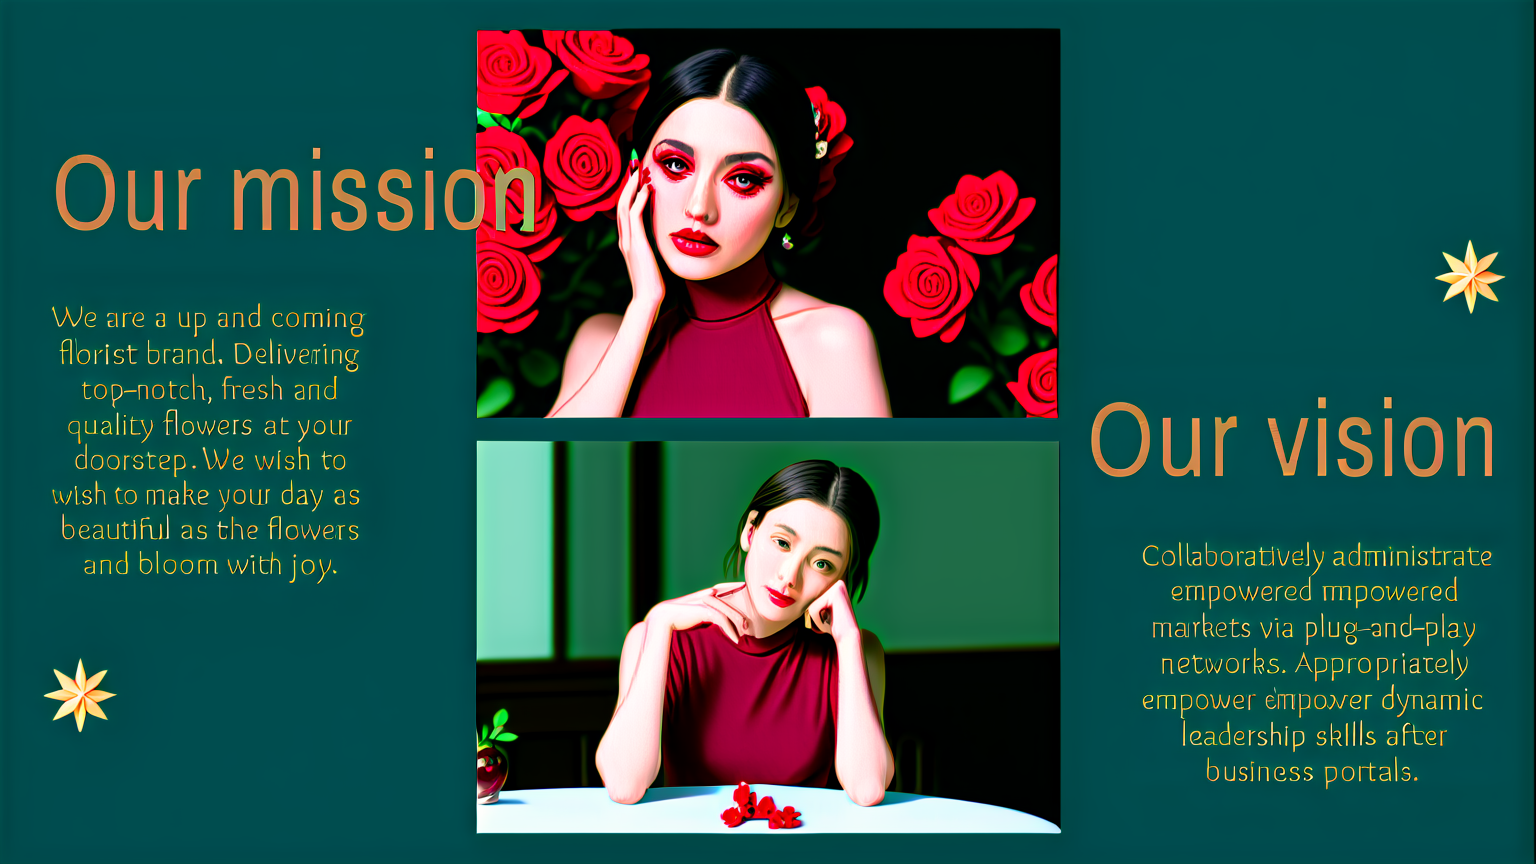 Our mission
We are a up and coming
florist brand. Delivering
top-notch, fresh and
quality flowers at your
doorstep. We wish to
wish to make your day as
beautiful as the flowers
and bloom with joy.
Our vision
Collaboratively administrate
empowered mpowered
markets via plug-and-play
networks. Appropriately
empower empower dynamic
leadership skills after
business portals.